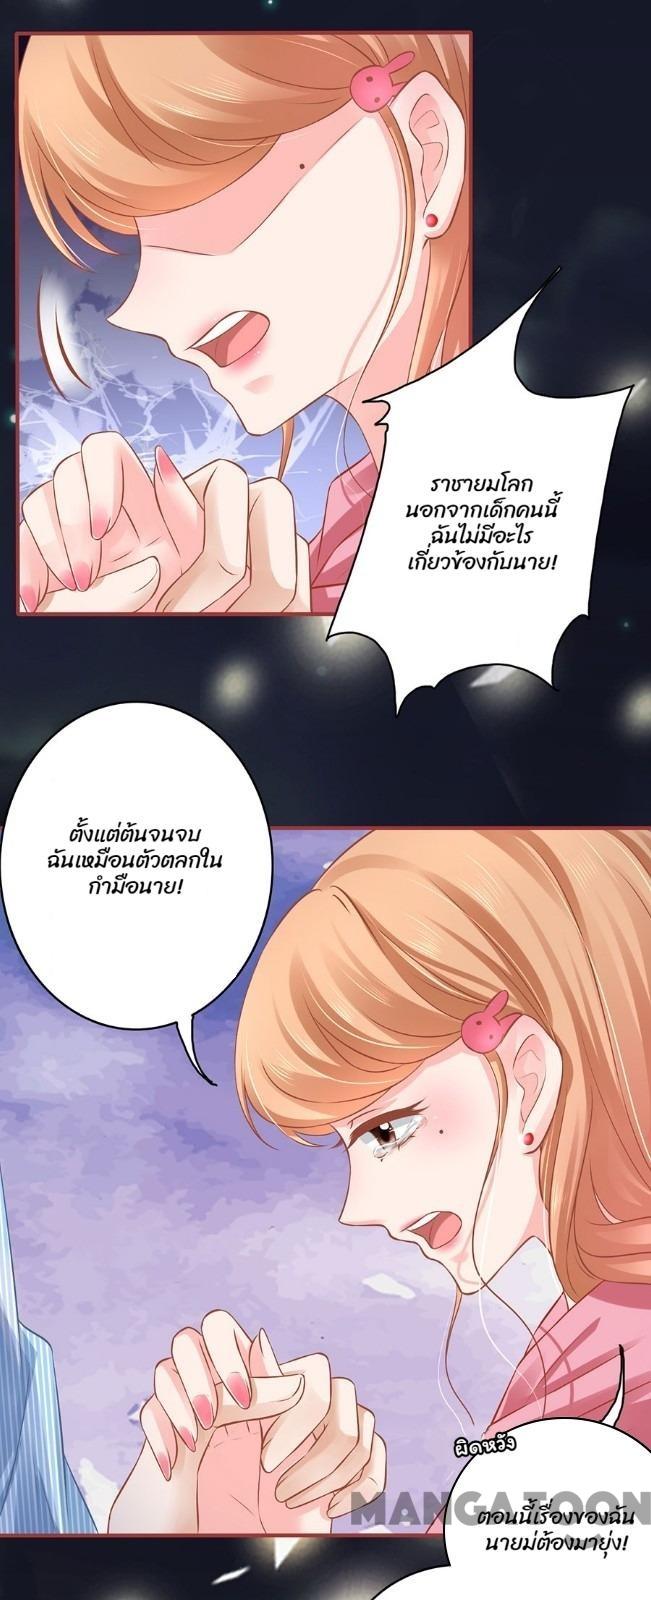 ราชายมโลก
นอกจากเด็กคนนี้
ฉันไม่มีอะไร
เกี่ยวข้องกับนาย!
ตั้งแต่ต้นจนจบ
ฉันเหมือนตัวตลกใน
กำมือนาย!
ผิดหวัง
MANGATOON
ตอนนี้เรื่องของฉัน
นายม่ต้องมายุ่ง!